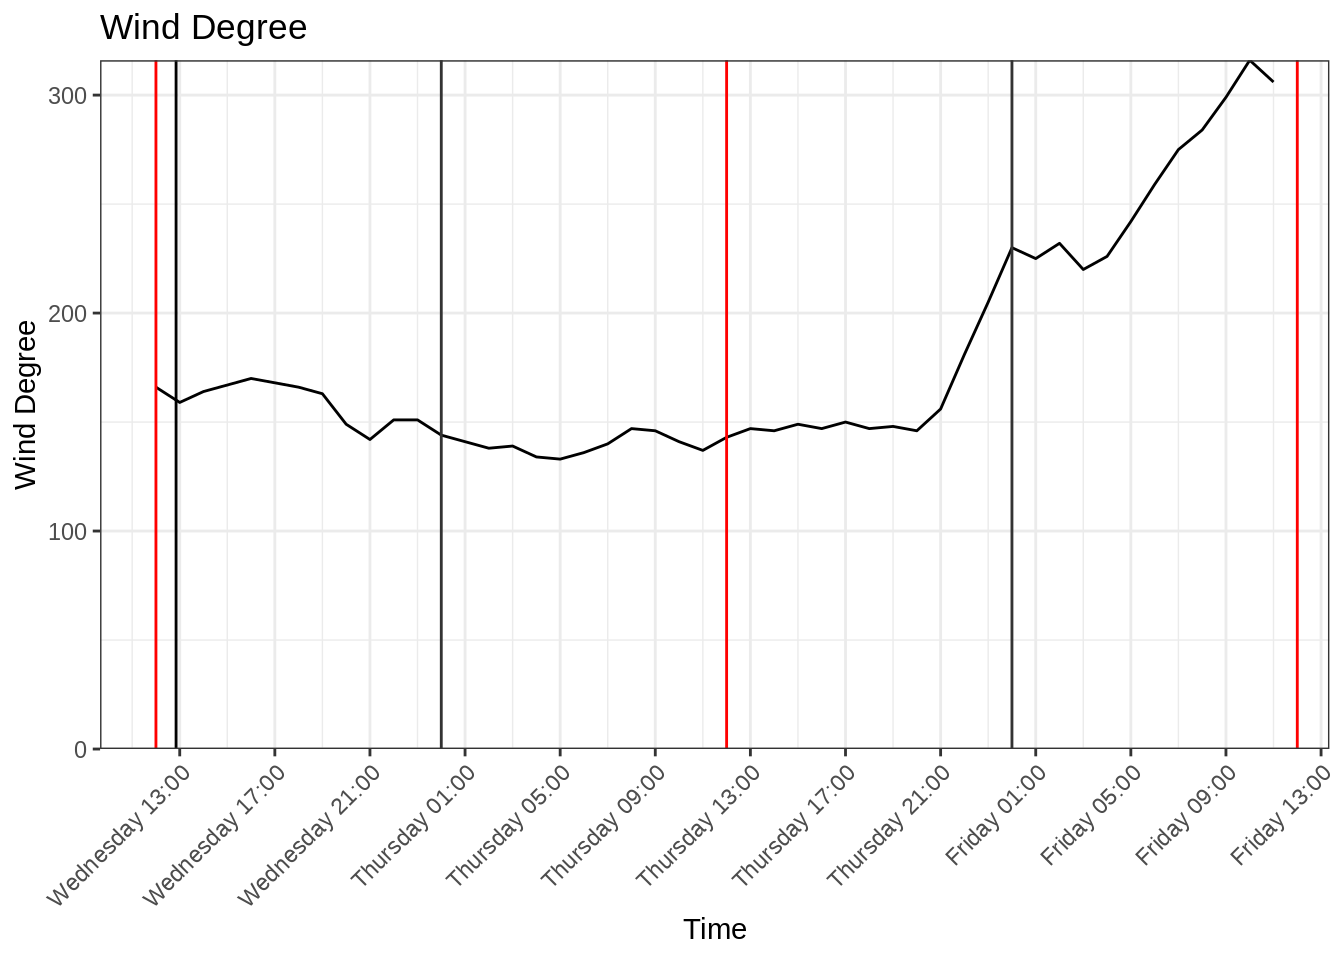 Wind Degree
Wind Degree
300
200
100
0
Wednesday 13:00
Wednesday 17:00
Wednesday 21:00
Thursday 01:00
Thursday 05:00
Thursday 09:00
Thursday 13:00
Thursday 17:00
Thursday 21:00
Friday 01:00
Friday 05:00
Friday 09:00
Friday 13:00
Time